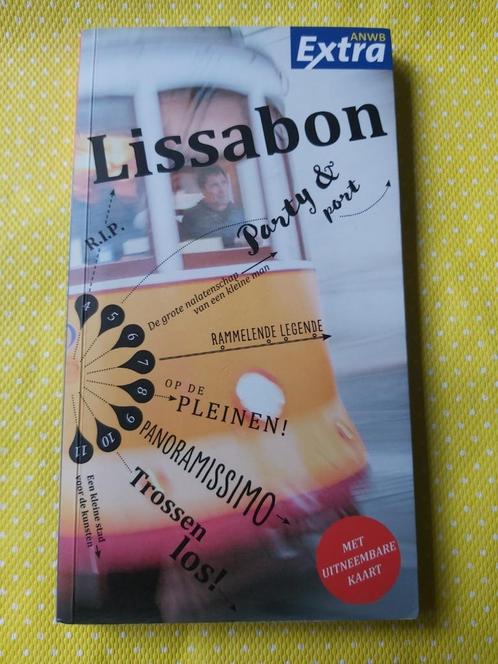 ANWB
Extra
Lissabon
R.I.P.
Party &
port
De grote nalatenschap
van een kleine man
RAMMELENDE LEGENDE
OP DE
PLEINEN!
PANORAMISSIMO
Trossen
los!
Een kleine stad
voor de kunsten
4
5
6
7
8
9
10
11
MET
UITNEEMBARE
KAART